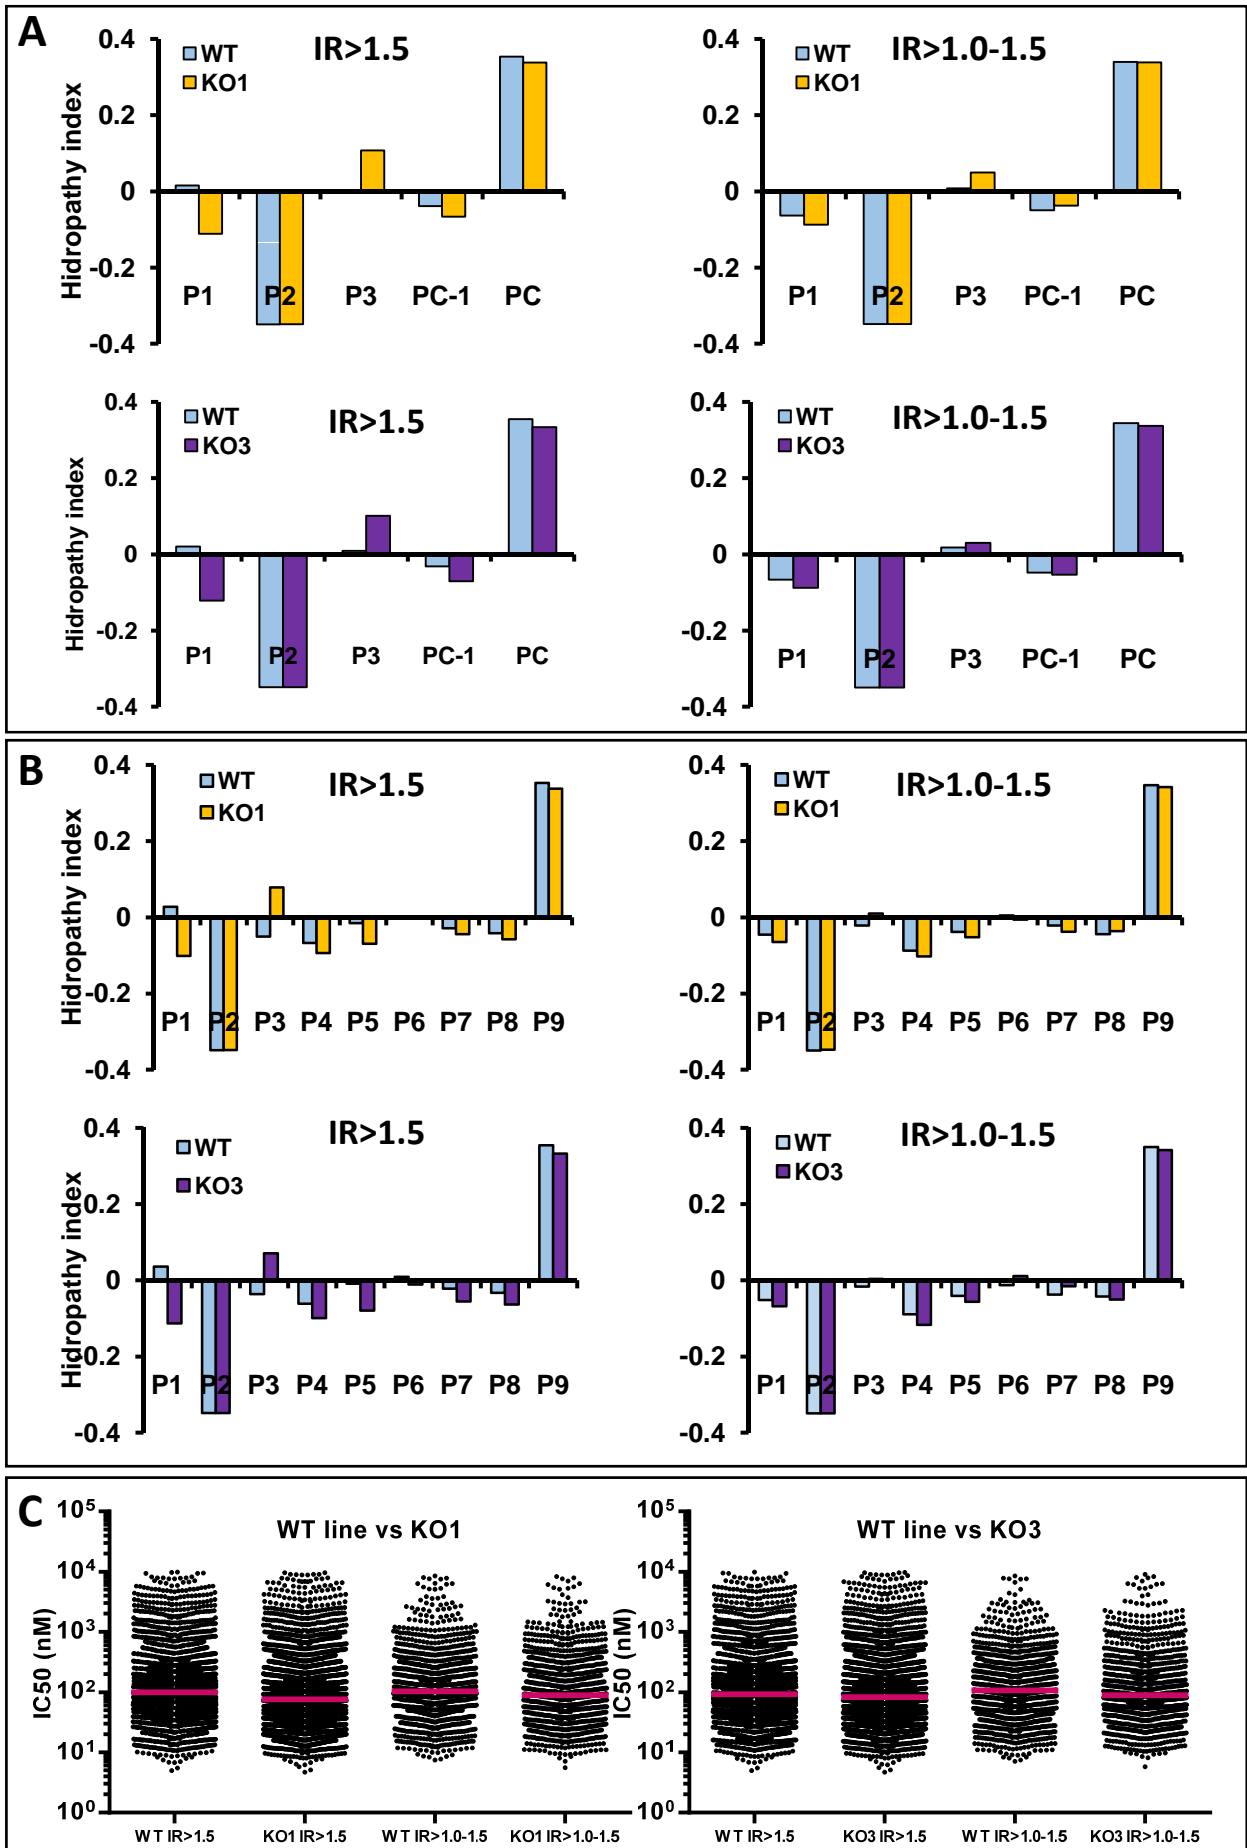 A
Hidropathy index
0.4
0.2
0
-0.2
-0.4
WT
KO1
IR>1.5
P1 P2 P3 PC-1 PC
0.4
0.2
0
-0.2
-0.4
WT
KO1
IR>1.0-1.5
P1 P2 P3 PC-1 PC
Hidropathy index
0.4
0.2
0
-0.2
-0.4
WT
KO3
IR>1.5
P1 P2 P3 PC-1 PC
0.4
0.2
0
-0.2
-0.4
WT
KO3
IR>1.0-1.5
P1 P2 P3 PC-1 PC
B
Hidropathy index
0.4
0.2
0
-0.2
-0.4
WT
KO1
IR>1.5
P1 P2 P3 P4 P5 P6 P7 P8 P9
0.4
0.2
0
-0.2
-0.4
WT
KO1
IR>1.0-1.5
P1 P2 P3 P4 P5 P6 P7 P8 P9
Hidropathy index
0.4
0.2
0
-0.2
-0.4
WT
KO3
IR>1.5
P1 P2 P3 P4 P5 P6 P7 P8 P9
0.4
0.2
0
-0.2
-0.4
WT
KO3
IR>1.0-1.5
P1 P2 P3 P4 P5 P6 P7 P8 P9
C
WT line vs KO1
IC50 (nM)
10⁵
10⁴
10³
10²
10¹
10⁰
WT IR>1.5 KO1 IR>1.5 WT IR>1.0-1.5 KO1 IR>1.0-1.5
WT line vs KO3
IC50 (nM)
10⁵
10⁴
10³
10²
10¹
10⁰
WT IR>1.5 KO3 IR>1.5 WT IR>1.0-1.5 KO3 IR>1.0-1.5